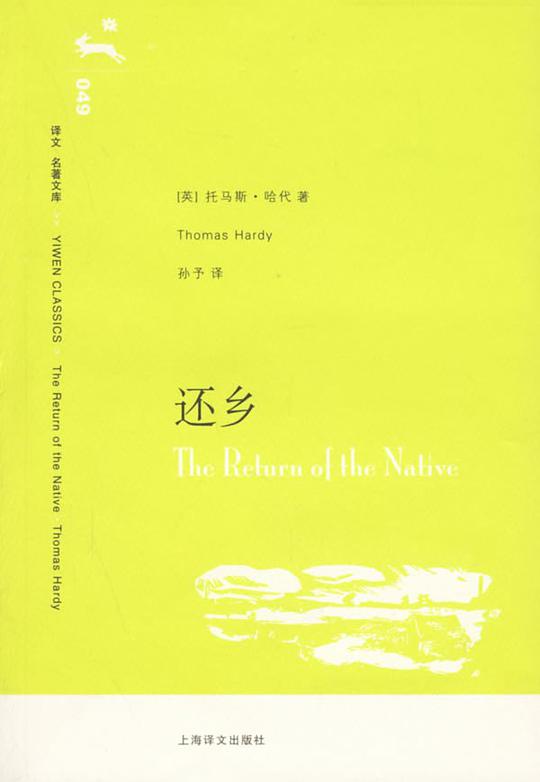 049
译文 名著文库 >> YIWEN CLASSICS > The Return of the Native Thomas Hardy
[英] 托马斯·哈代 著
Thomas Hardy
孙予 译
还乡
The Return of the Native
上海译文出版社